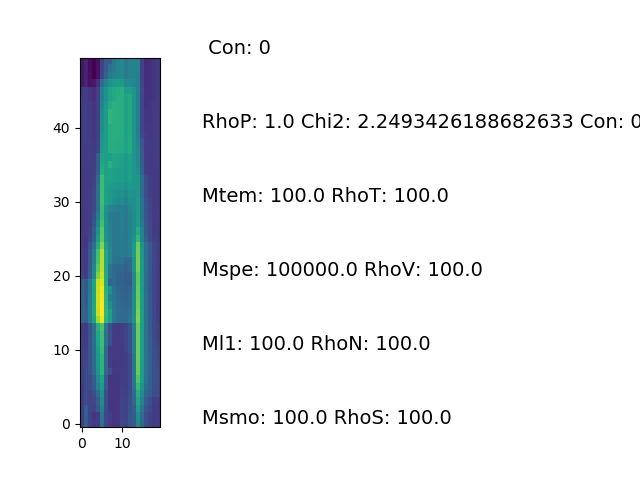 Con: 0
RhoP: 1.0 Chi2: 2.2493426188682633 Con: 0
Mtem: 100.0 RhoT: 100.0
Mspe: 100000.0 RhoV: 100.0
Ml1: 100.0 RhoN: 100.0
Msmo: 100.0 RhoS: 100.0
40
30
20
10
0
0 10